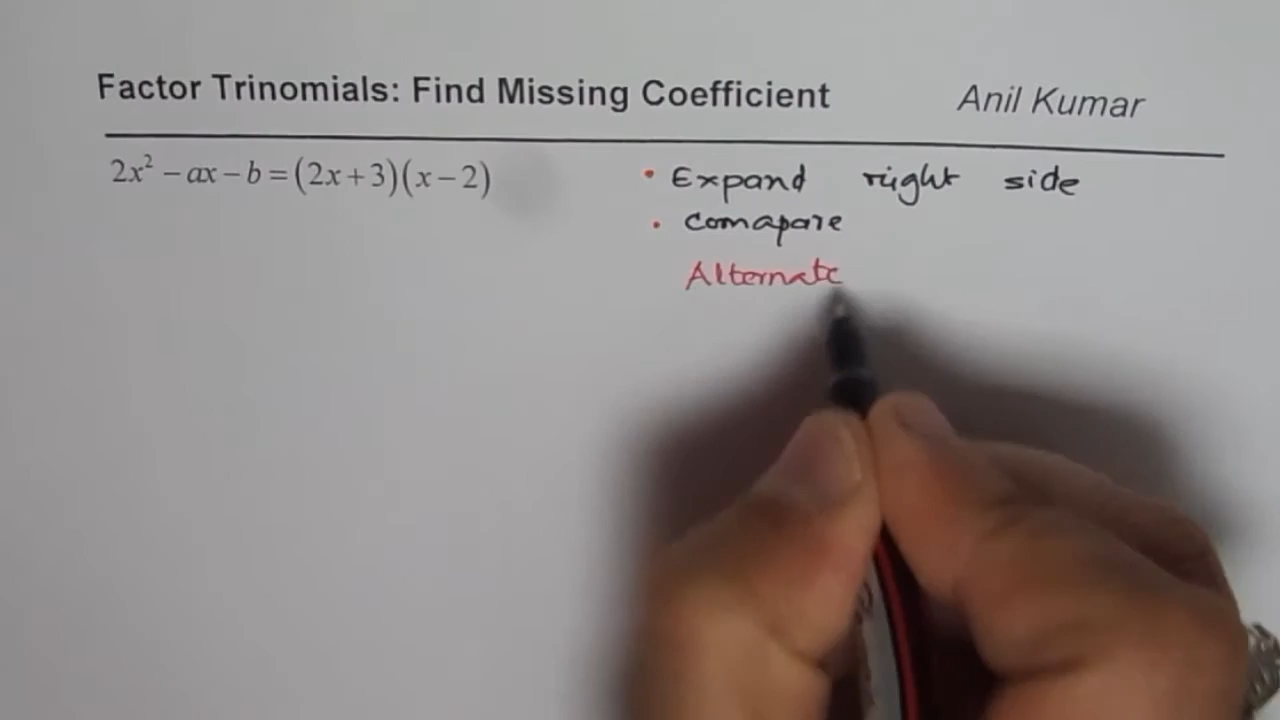 Factor Trinomials: Find Missing Coefficient Anil Kumar
2x² – ax – b = (2x + 3)(x – 2) • Expand right side
• comapare
Alternate